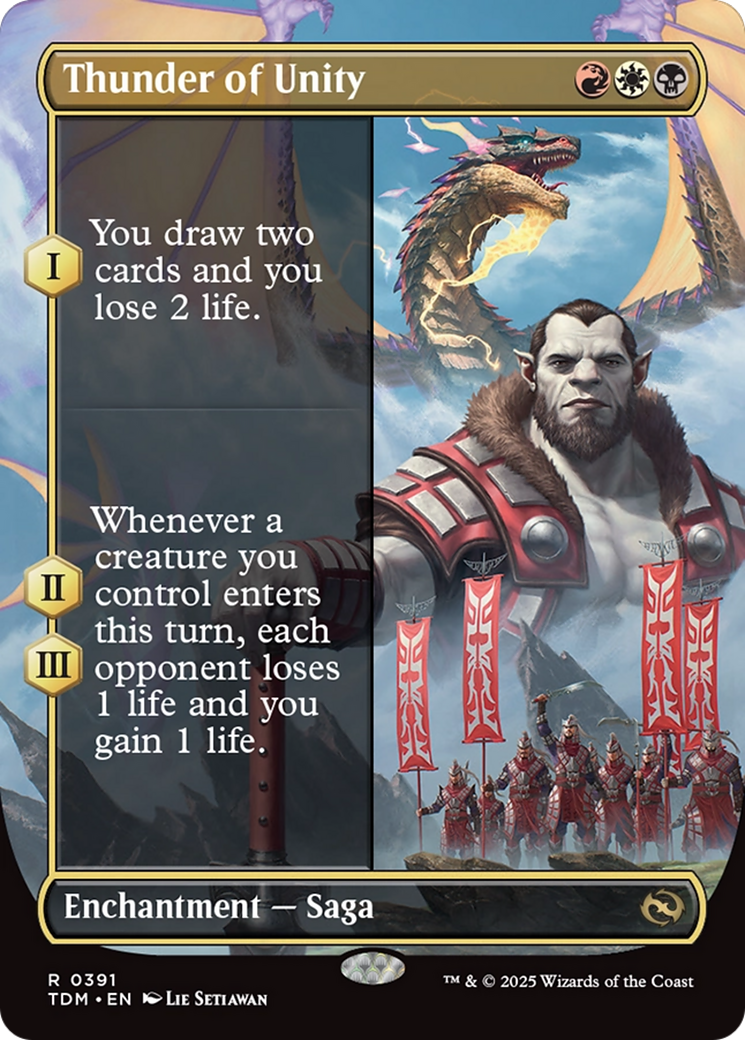 Thunder of Unity
I
You draw two
cards and you
lose 2 life.
II
III
Whenever a
creature you
control enters
this turn, each
opponent loses
1 life and you
gain 1 life.
Enchantment — Saga
R 0391
TDM • EN Lie Setiawan
™ & © 2025 Wizards of the Coast